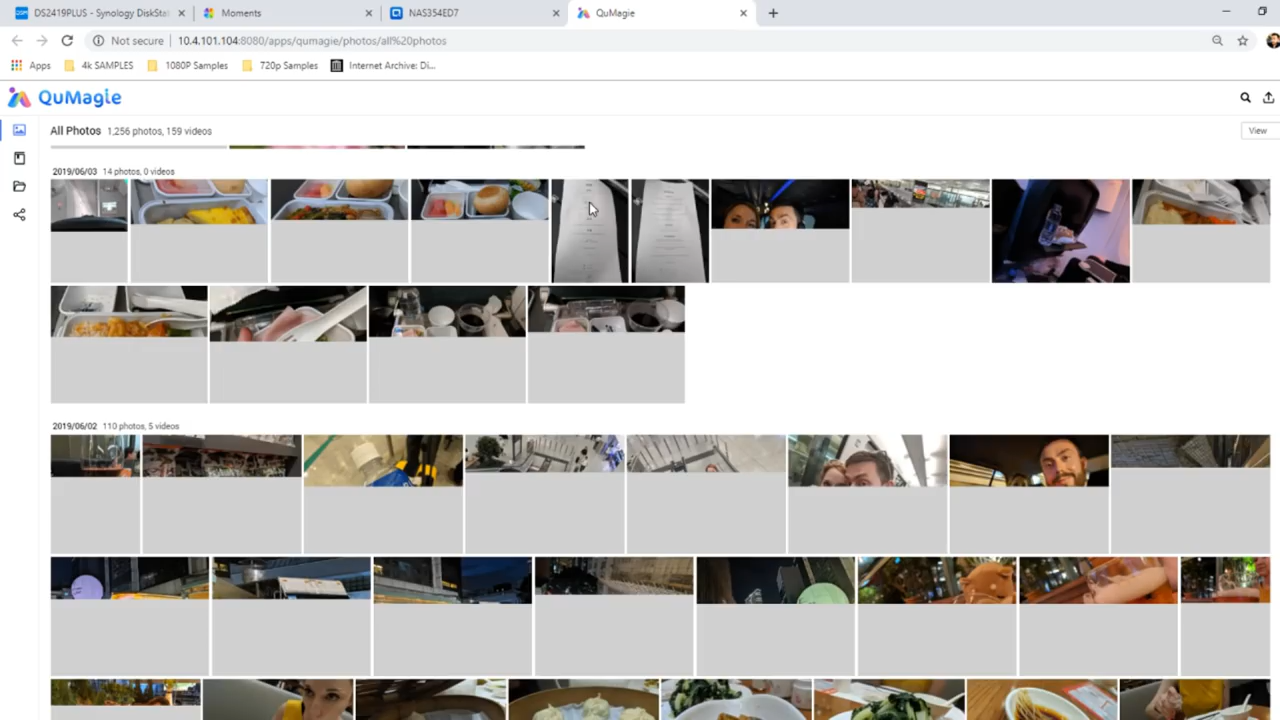 DS2419PLUS - Synology DiskSta
Moments
NAS354ED7
QuMagie
Not secure
10.4.101.104:8080/apps/qumagie/photos/all%20photos
Apps
4k SAMPLES
1080P Samples
720p Samples
Internet Archive: Di...
QuMagie
All Photos 1,256 photos, 159 videos
View
2019/06/03 14 photos, 0 videos
2019/06/02 110 photos, 5 videos